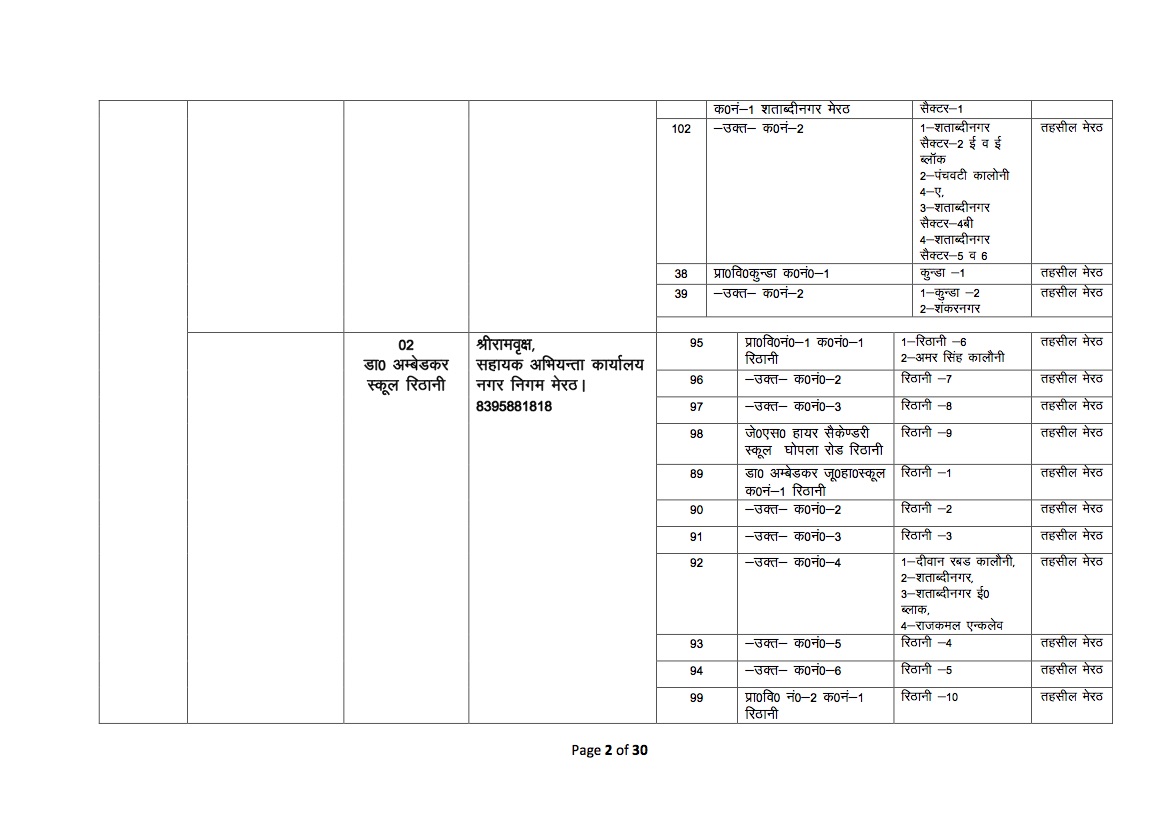 क0नं–1 शताब्दीनगर मेरठ
सैक्टर–1
102
–उक्त– क0नं–2
1–शताब्दीनगर
सैक्टर–2 ई व ई
ब्लॉक
2–पंचवटी कालोनी
4–ए,
3–शताब्दीनगर
सैक्टर–4बी
4–शताब्दीनगर
सैक्टर–5 व 6
तहसील मेरठ
38
प्रा0वि0कुन्डा क0नं0–1
कुन्डा –1
तहसील मेरठ
39
–उक्त– क0नं0–2
1–कुन्डा –2
2–शंकरनगर
तहसील मेरठ
02
डा0 अम्बेडकर
स्कूल रिठानी
श्रीरामवृक्ष,
सहायक अभियन्ता कार्यालय
नगर निगम मेरठ।
8395881818
95
प्रा0वि0नं0–1 क0नं0–1
रिठानी
1–रिठानी –6
2–अमर सिंह कालौनी
तहसील मेरठ
96
–उक्त– क0नं0–2
रिठानी –7
तहसील मेरठ
97
–उक्त– क0नं0–3
रिठानी –8
तहसील मेरठ
98
जे0एस0 हायर सैकेण्डरी
स्कूल घोपला रोड रिठानी
रिठानी –9
तहसील मेरठ
89
डा0 अम्बेडकर जू0हा0स्कूल
क0नं–1 रिठानी
रिठानी –1
तहसील मेरठ
90
–उक्त– क0नं0–2
रिठानी –2
तहसील मेरठ
91
–उक्त– क0नं0–3
रिठानी –3
तहसील मेरठ
92
–उक्त– क0नं0–4
1–दीवान रबड कालौनी,
2–शताब्दीनगर,
3–शताब्दीनगर ई0
ब्लाक,
4–राजकमल एन्कलेव
तहसील मेरठ
93
–उक्त– क0नं0–5
रिठानी –4
तहसील मेरठ
94
–उक्त– क0नं0–6
रिठानी –5
तहसील मेरठ
99
प्रा0वि0 नं0–2 क0नं–1
रिठानी
रिठानी –10
तहसील मेरठ
Page 2 of 30